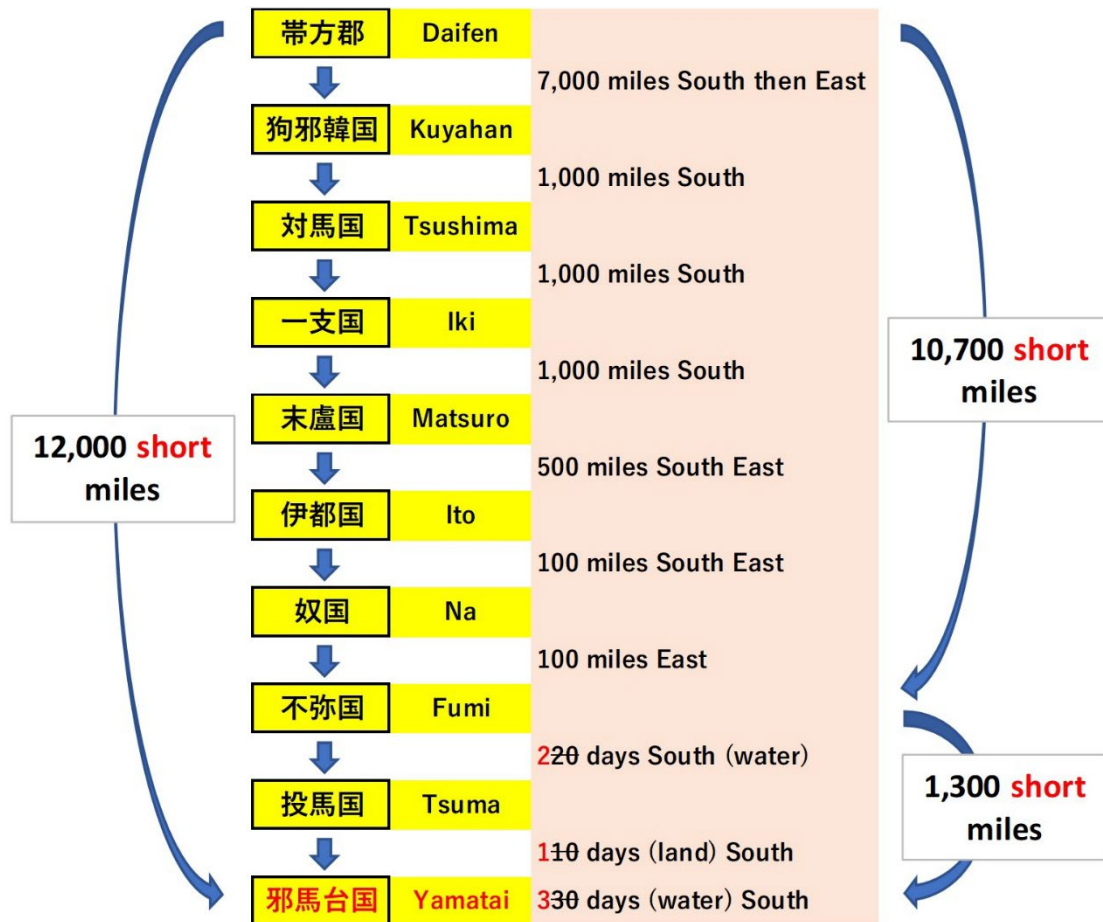 帯方郡 Daifen
7,000 miles South then East
狗邪韓国 Kuyahan
1,000 miles South
対馬国 Tsushima
1,000 miles South
一支国 Iki
1,000 miles South
末盧国 Matsuro
500 miles South East
伊都国 Ito
100 miles South East
奴国 Na
100 miles East
不弥国 Fumi
220 days South (water)
投馬国 Tsuma
110 days (land) South
邪馬台国 Yamatai
330 days (water) South
12,000 short
miles
10,700 short
miles
1,300 short
miles